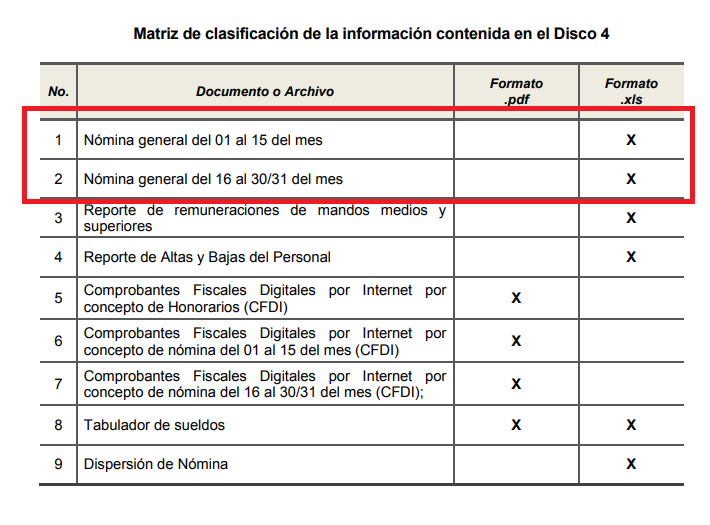 Matriz de clasificación de la información contenida en el Disco 4
No. Documento o Archivo Formato .pdf Formato .xls
1 Nómina general del 01 al 15 del mes X
2 Nómina general del 16 al 30/31 del mes X
3 Reporte de remuneraciones de mandos medios y
superiores X
4 Reporte de Altas y Bajas del Personal X
5 Comprobantes Fiscales Digitales por Internet por
concepto de Honorarios (CFDI) X
6 Comprobantes Fiscales Digitales por Internet por
concepto de nómina del 01 al 15 del mes (CFDI) X
7 Comprobantes Fiscales Digitales por Internet por
concepto de nómina del 16 al 30/31 del mes (CFDI); X
8 Tabulador de sueldos X X
9 Dispersión de Nómina X